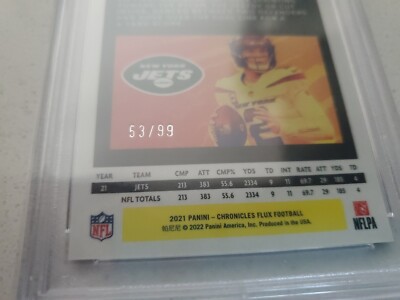 NEW YORK
JETS
53/99
YEAR TEAM CMP ATT CMP% YDS TD INT RATE ATT YDS TD
21 JETS 213 383 55.6 2334 9 11 69.7 29 185 4
NFL TOTALS 213 383 55.6 2334 9 11 69.7 29 185 4
2021 PANINI – CHRONICLES FLUX FOOTBALL
帕尼尼 © 2022 Panini America, Inc. Produced in the USA.
NFL
NFLPA